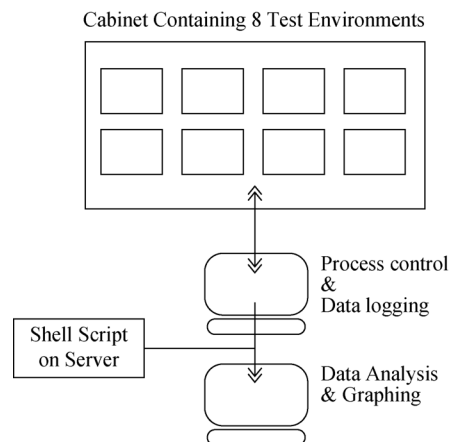 Cabinet Containing 8 Test Environments
Process control
&
Data logging
Shell Script
on Server
Data Analysis
& Graphing